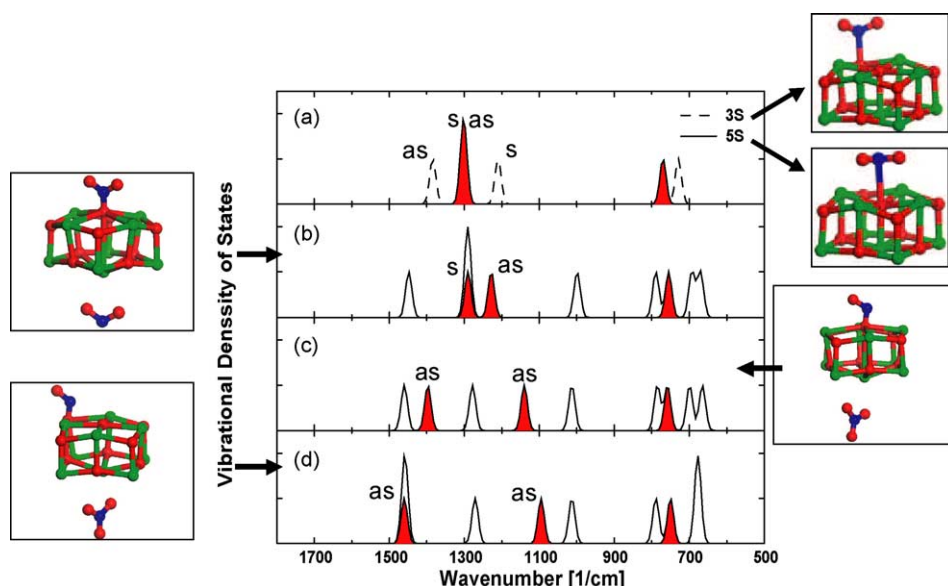 (a)
s as
as
s
3S
5S
(b)
s
as
(c)
as
as
(d)
as
as
Vibrational Denssity of States
1700 1500 1300 1100 900 700 500
Wavenumber [1/cm]